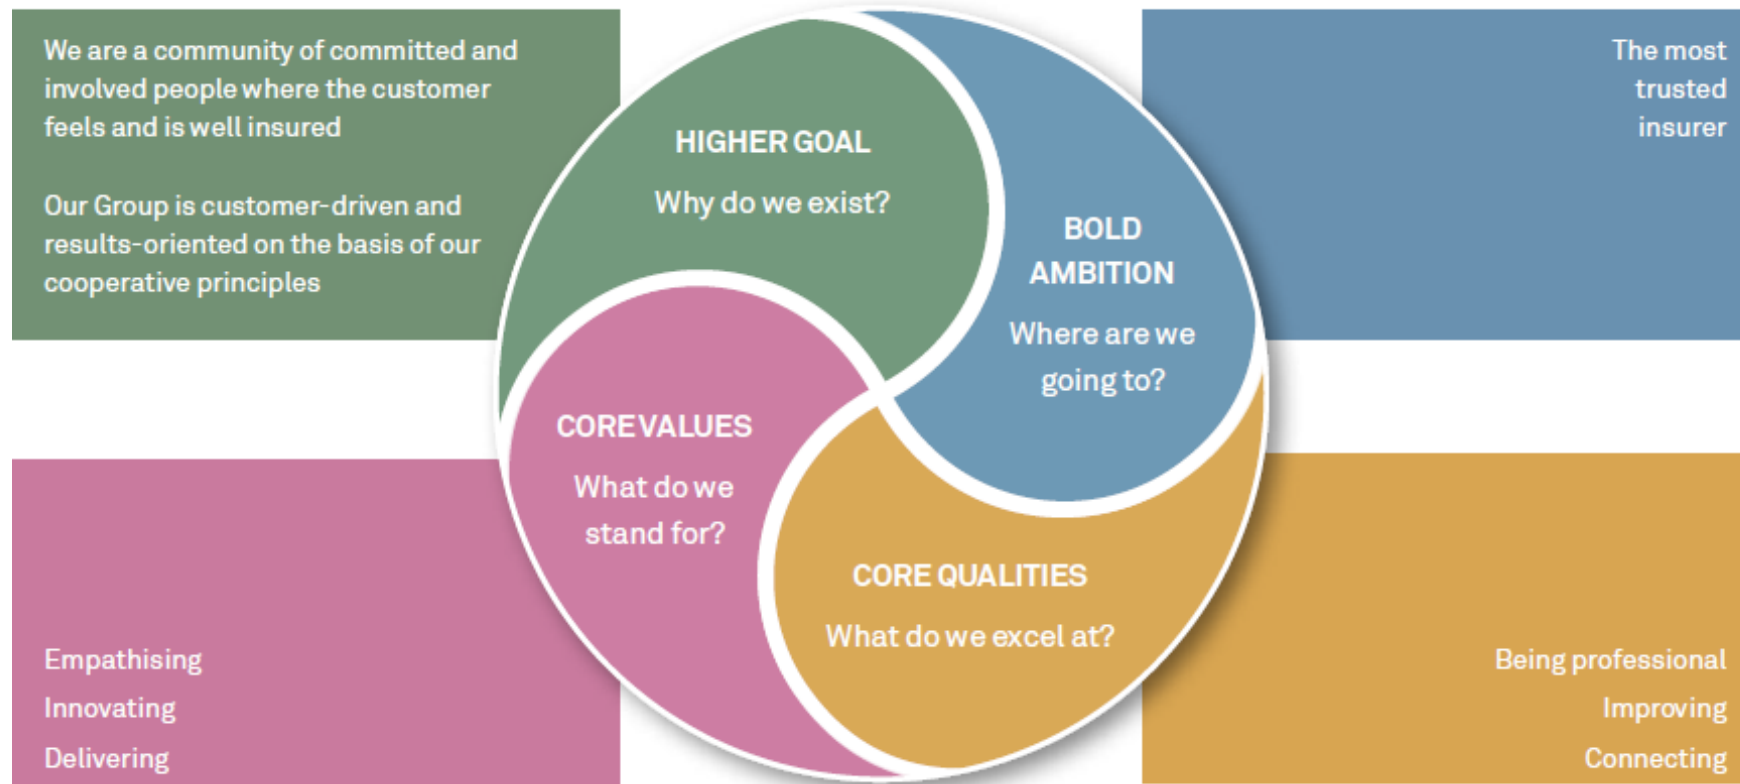 We are a community of committed and
involved people where the customer
feels and is well insured
Our Group is customer-driven and
results-oriented on the basis of our
cooperative principles
HIGHER GOAL
Why do we exist?
The most
trusted
insurer
BOLD
AMBITION
Where are we
going to?
CORE VALUES
What do we
stand for?
Empathising
Innovating
Delivering
CORE QUALITIES
What do we excel at?
Being professional
Improving
Connecting